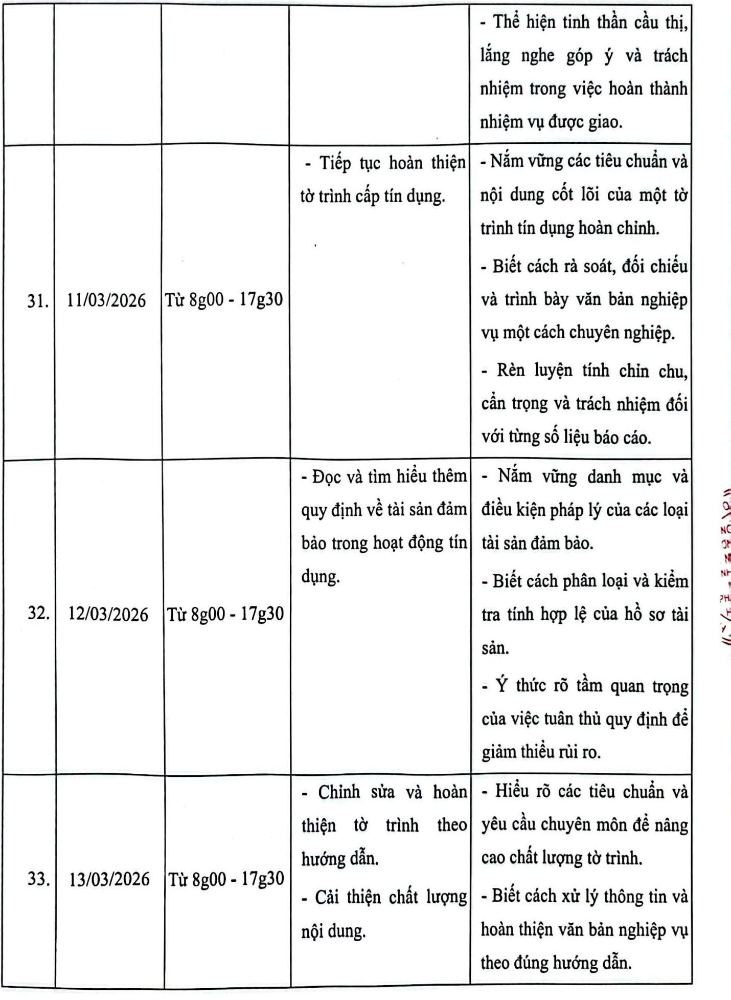 - Thể hiện tinh thần cầu thị,
lắng nghe góp ý và trách
nhiệm trong việc hoàn thành
nhiệm vụ được giao.
31.
11/03/2026
Từ 8g00 - 17g30
- Tiếp tục hoàn thiện
tờ trình cấp tín dụng.
- Nắm vững các tiêu chuẩn và
nội dung cốt lõi của một tờ
trình tín dụng hoàn chỉnh.
- Biết cách rà soát, đối chiếu
và trình bày văn bản nghiệp
vụ một cách chuyên nghiệp.
- Rèn luyện tính chỉn chu,
cẩn trọng và trách nhiệm đối
với từng số liệu báo cáo.
32.
12/03/2026
Từ 8g00 - 17g30
- Đọc và tìm hiểu thêm
quy định về tài sản đảm
bảo trong hoạt động tín
dụng.
- Nắm vững danh mục và
điều kiện pháp lý của các loại
tài sản đảm bảo.
- Biết cách phân loại và kiểm
tra tính hợp lệ của hồ sơ tài
sản.
- Ý thức rõ tầm quan trọng
của việc tuân thủ quy định để
giảm thiểu rủi ro.
33.
13/03/2026
Từ 8g00 - 17g30
- Chỉnh sửa và hoàn
thiện tờ trình theo
hướng dẫn.
- Cải thiện chất lượng
nội dung.
- Hiểu rõ các tiêu chuẩn và
yêu cầu chuyên môn để nâng
cao chất lượng tờ trình.
- Biết cách xử lý thông tin và
hoàn thiện văn bản nghiệp vụ
theo đúng hướng dẫn.